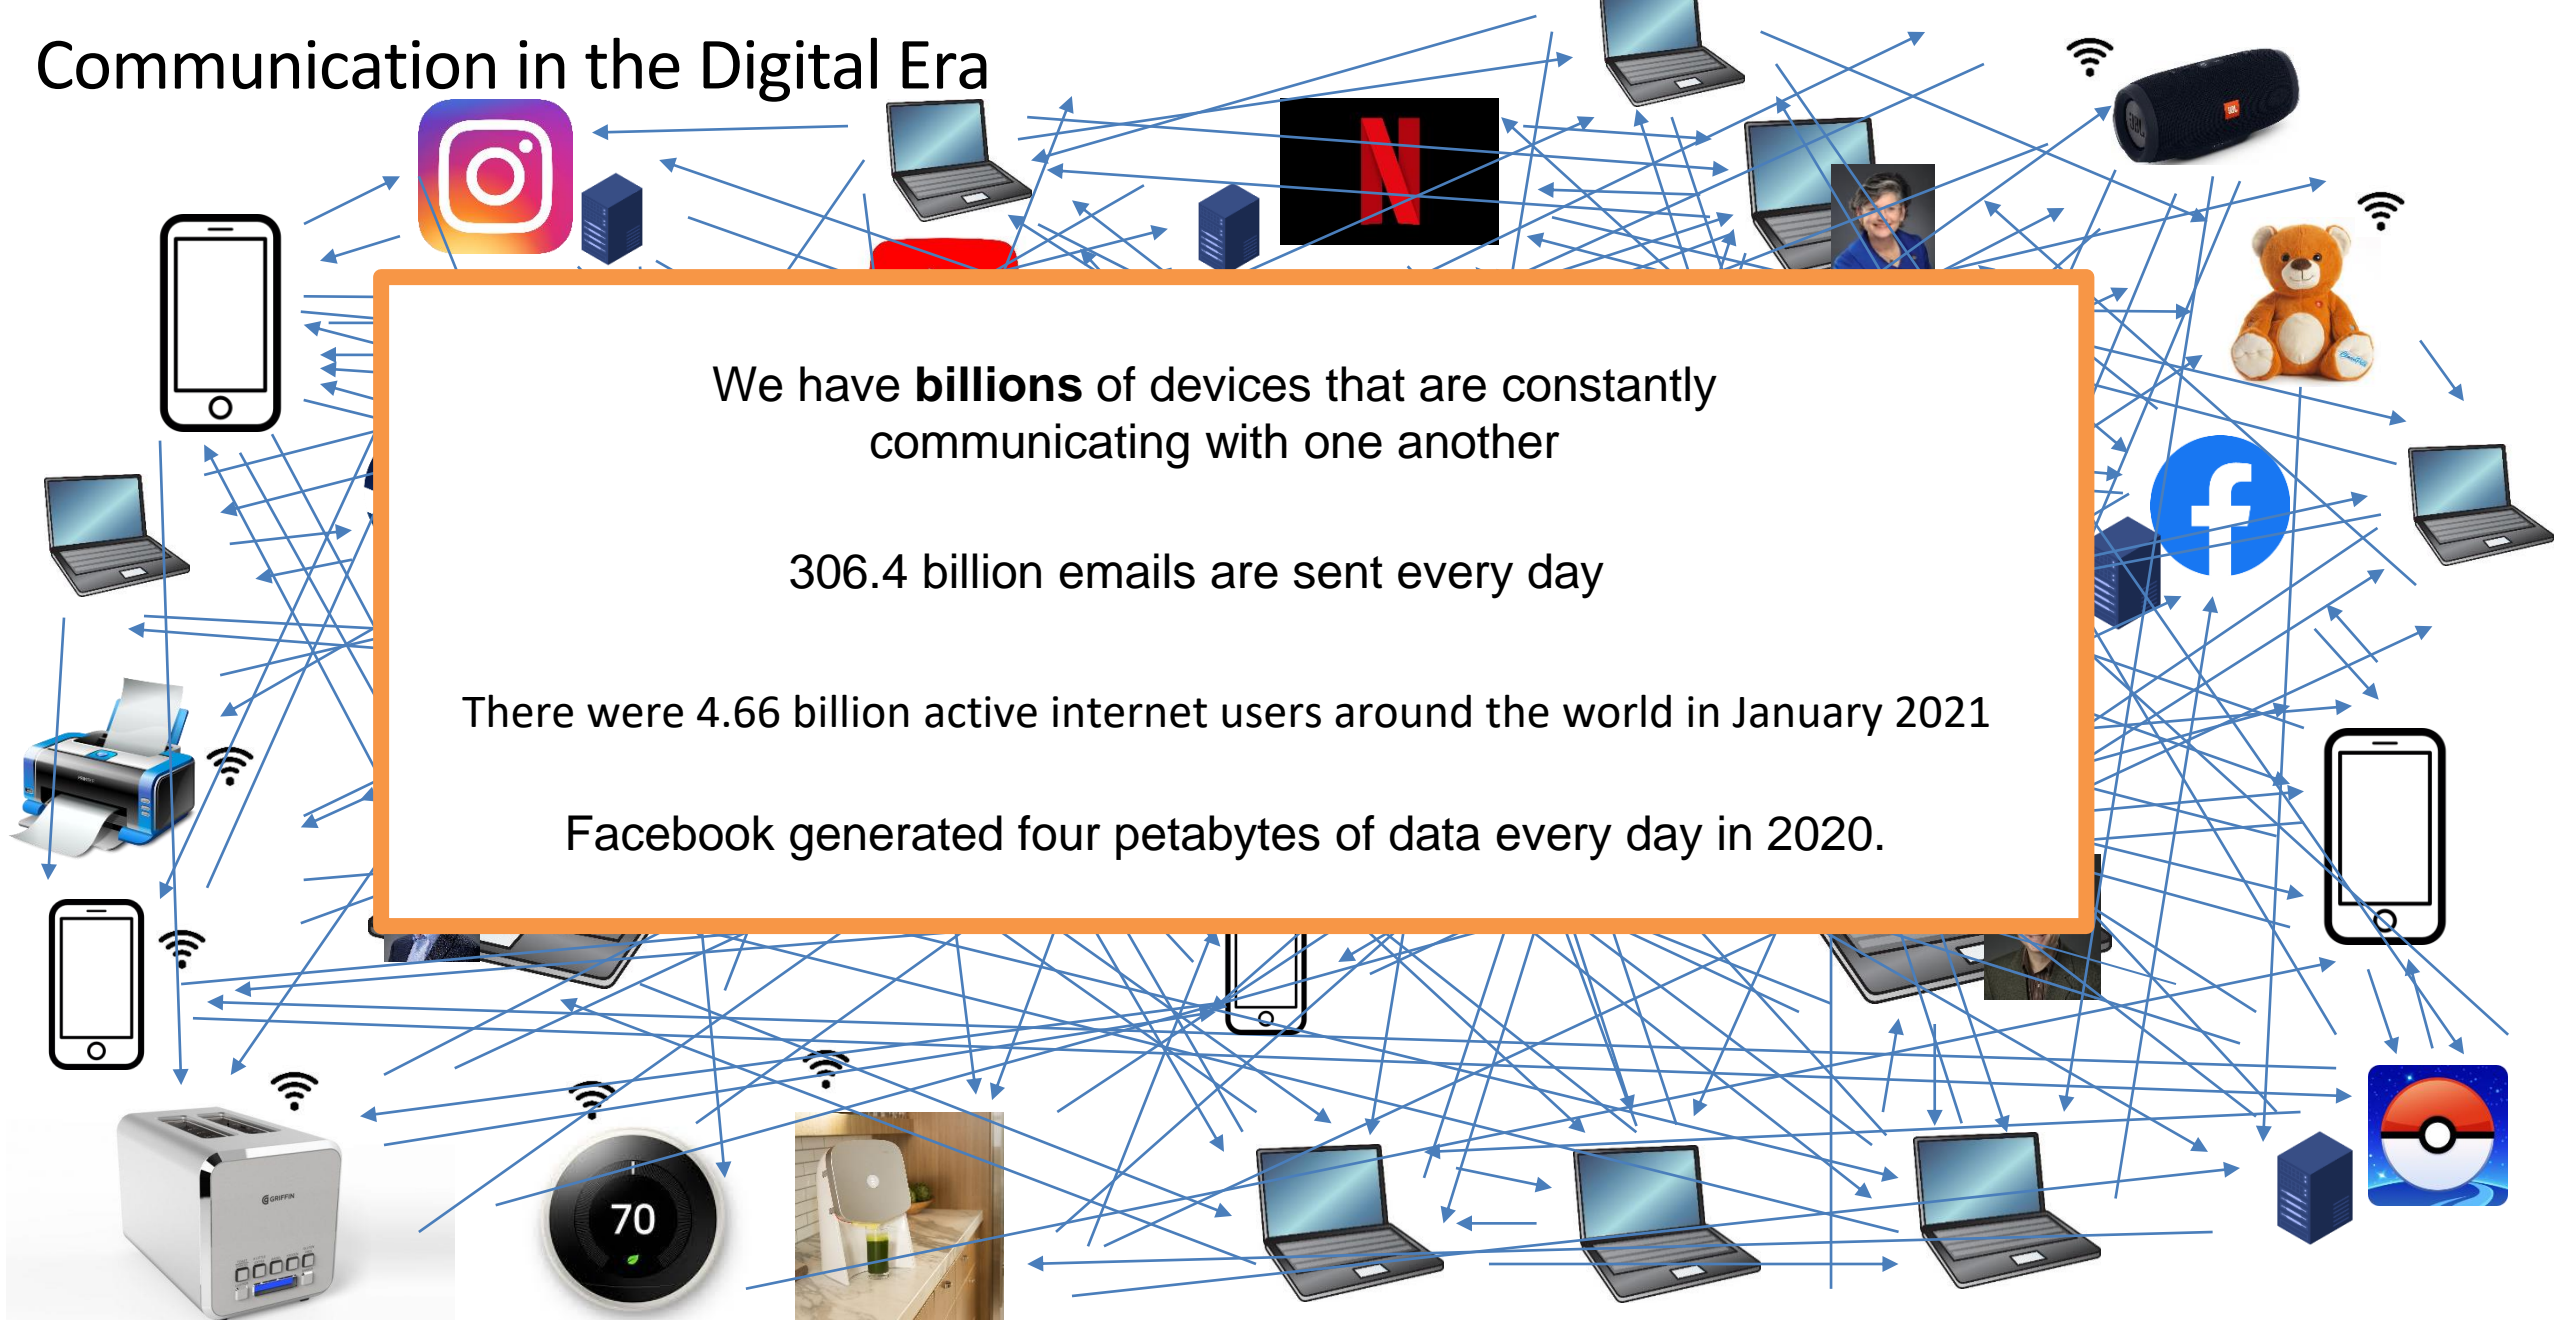 Communication in the Digital Era
JBL
N
We have billions of devices that are constantly
communicating with one another
306.4 billion emails are sent every day
There were 4.66 billion active internet users around the world in January 2021
Facebook generated four petabytes of data every day in 2020.
f
GRIFFIN
70